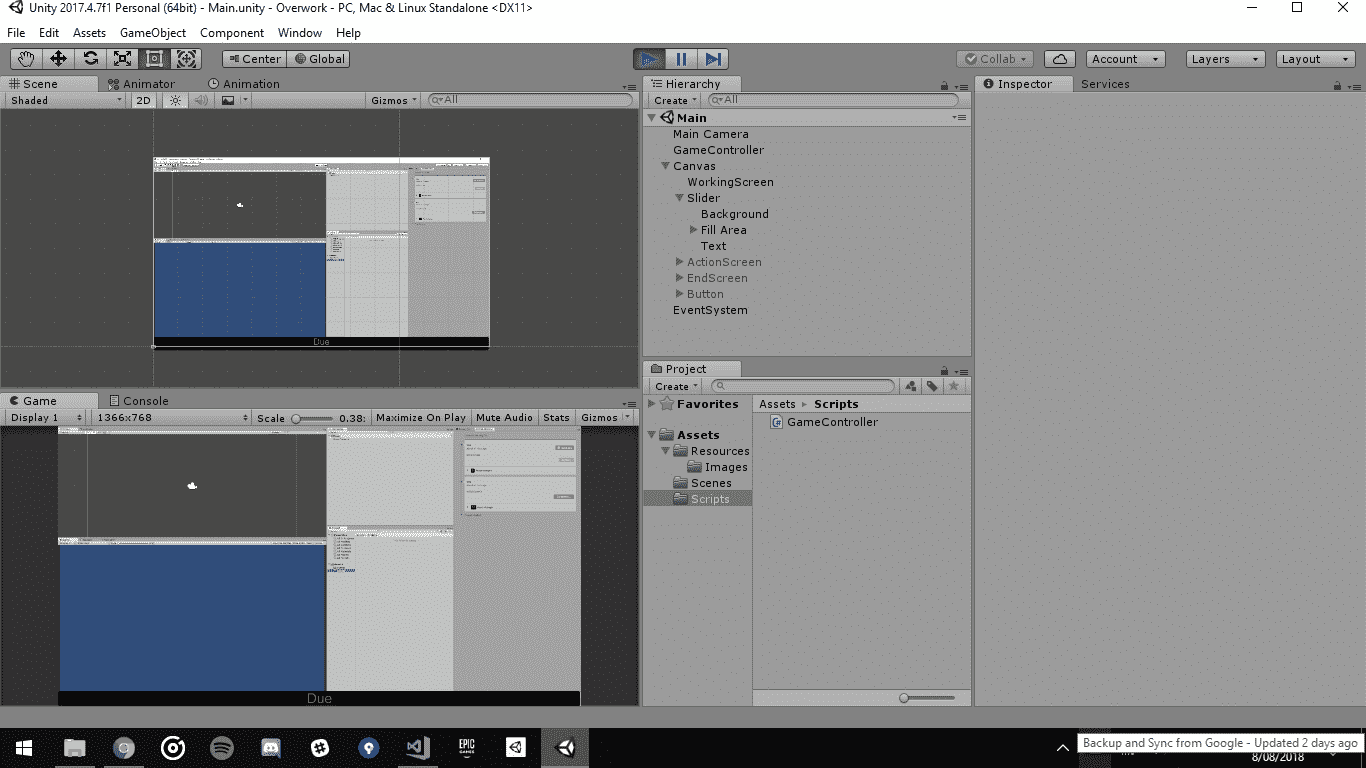 Unity 2017.4.7f1 Personal (64bit) - Main.unity - Overwork - PC, Mac & Linux Standalone <DX11>
File Edit Assets GameObject Component Window Help
Center Global Collab Account Layers Layout
Scene Animator Animation
Shaded 2D Gizmos All
Hierarchy
Create All
Main
Main Camera
GameController
Canvas
WorkingScreen
Slider
Background
Fill Area
Text
ActionScreen
EndScreen
Button
EventSystem
Inspector Services
Due
Game Console
Display 1 1366x768 Scale 0.38: Maximize On Play Mute Audio Stats Gizmos
Due
Project
Create
Favorites
Assets
Resources
Images
Scenes
Scripts
Assets Scripts
GameController
EPIC
GAMES
Backup and Sync from Google - Updated 2 days ago
8/08/2018